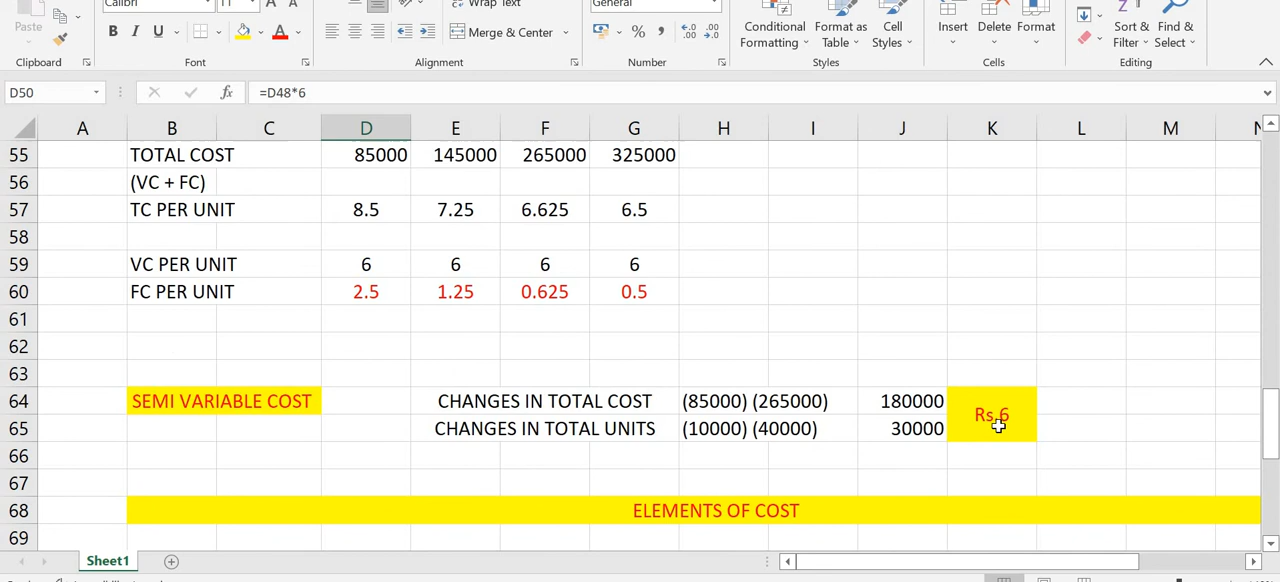 Calibri 11 A A Wrap Text General
Paste B I U A Merge & Center % , Conditional Formatting Format as Table Cell Styles Insert Delete Format Sort & Filter Find & Select
Clipboard Font Alignment Number Styles Cells Editing
D50 fx =D48*6
A B C D E F G H I J K L M N
55 TOTAL COST 85000 145000 265000 325000
56 (VC + FC)
57 TC PER UNIT 8.5 7.25 6.625 6.5
58
59 VC PER UNIT 6 6 6 6
60 FC PER UNIT 2.5 1.25 0.625 0.5
61
62
63
64 SEMI VARIABLE COST CHANGES IN TOTAL COST (85000) (265000) 180000 Rs 6
65 CHANGES IN TOTAL UNITS (10000) (40000) 30000
66
67
68 ELEMENTS OF COST
69
Sheet1